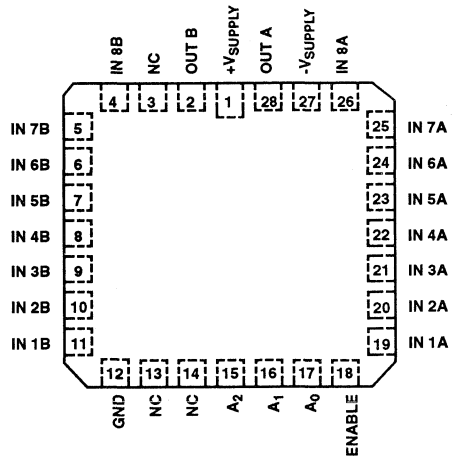 IN 8B
NC
OUT B
+VSUPPLY
OUT A
-VSUPPLY
IN 8A
4 3 2 1 28 27 26
IN 7B 5 25 IN 7A
IN 6B 6 24 IN 6A
IN 5B 7 23 IN 5A
IN 4B 8 22 IN 4A
IN 3B 9 21 IN 3A
IN 2B 10 20 IN 2A
IN 1B 11 19 IN 1A
12 13 14 15 16 17 18
GND
NC
NC
A2
A1
A0
ENABLE